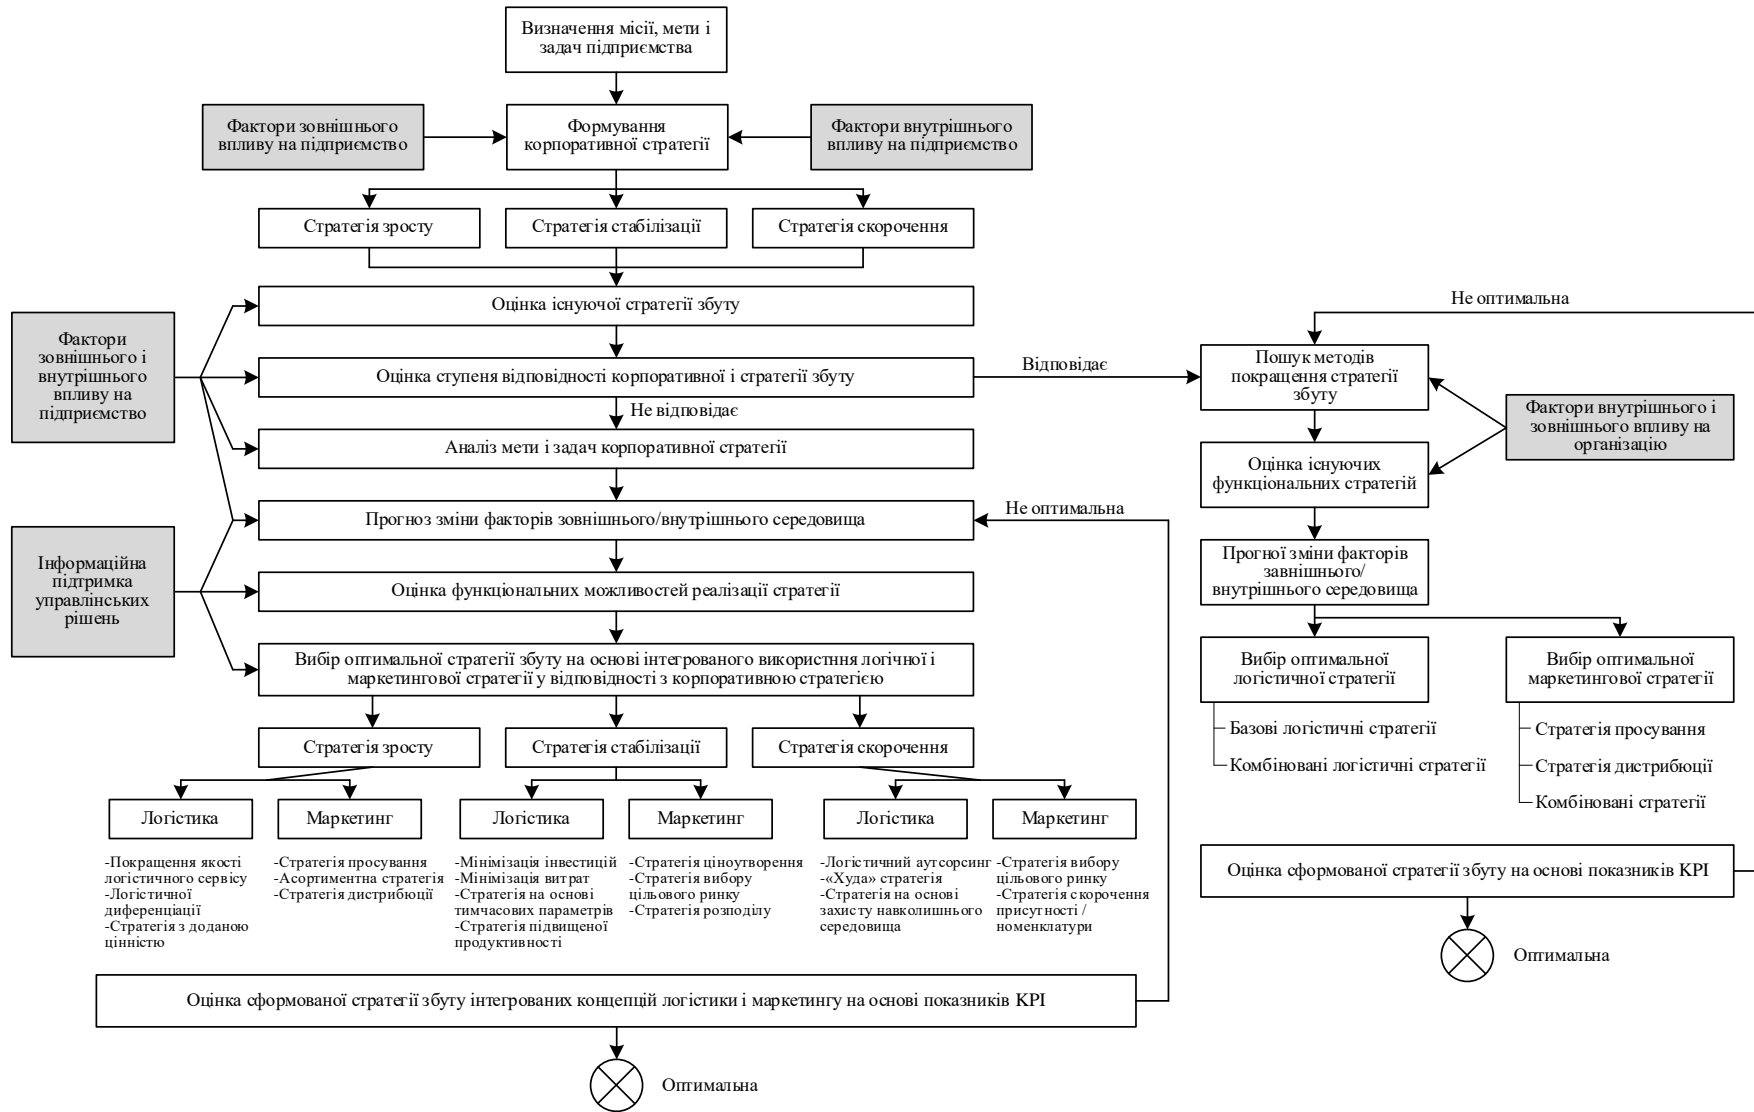 Визначення місії, мети і
задач підприємства
Фактори зовнішнього
впливу на підприємство
Формування
корпоративної стратегії
Фактори внутрішнього
впливу на підприємство
Стратегія зросту
Стратегія стабілізації
Стратегія скорочення
Оцінка існуючої стратегії збуту
Фактори
зовнішнього і
внутрішнього
впливу на
підприємство
Оцінка ступеня відповідності корпоративної і стратегії збуту
Відповідає
Не відповідає
Аналіз мети і задач корпоративної стратегії
Прогноз зміни факторів зовнішнього/внутрішнього середовища
Не оптимальна
Інформаційна
підтримка
управлінських
рішень
Оцінка функціональних можливостей реалізації стратегії
Вибір оптимальної стратегії збуту на основі інтегрованого використння логічної і
маркетингової стратегії у відповідності з корпоративною стратегією
Стратегія зросту
Стратегія стабілізації
Стратегія скорочення
Логістика
Маркетинг
Логістика
Маркетинг
Логістика
Маркетинг
-Покращення якості
логістичного сервісу
-Логістичної
диференціації
-Стратегія з доданою
цінністю
-Стратегія просування
-Асортиментна стратегія
-Стратегія дистрибуції
-Мінімізація інвестицій
-Мінімізація витрат
-Стратегія на основі
тимчасових параметрів
-Стратегія підвищеної
продуктивності
-Стратегія ціноутворення
-Стратегія вибору
цільового ринку
-Стратегія розподілу
-Логістичний аутсорсинг
-«Худа» стратегія
-Стратегія на основі
захисту навколишнього
середовища
-Стратегія вибору
цільового ринку
-Стратегія скорочення
присутності /
номенклатури
Оцінка сформованої стратегії збуту інтегрованих концепцій логістики і маркетингу на основі показників KPI
Оптимальна
Не оптимальна
Пошук методів
покращення стратегії
збуту
Фактори внутрішнього і
зовнішнього впливу на
організацію
Оцінка існуючих
функціональних стратегій
Прогної зміни факторів
завнішнього/
внутрішнього середовища
Вибір оптимальної
логістичної стратегії
Вибір оптимальної
маркетингової стратегії
Базові логістичні стратегії
Комбіновані логістичні стратегії
Стратегія просування
Стратегія дистрибюції
Комбіновані стратегії
Оцінка сформованої стратегії збуту на основі показників KPI
Оптимальна